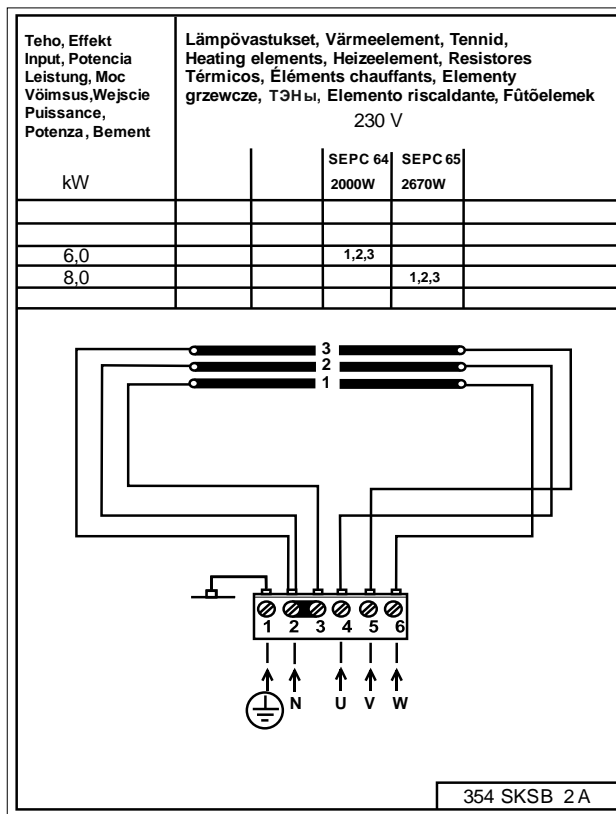 Teho, Effekt
Input, Potencia
Leistung, Moc
Vöimsus,Wejscie
Puissance,
Potenza, Bement
kW
Lämpövastukset, Värmeelement, Tennid,
Heating elements, Heizeelement, Resistores
Térmicos, Éléments chauffants, Elementy
grzewcze, ТЭНы, Elemento riscaldante, Fûtõelemek
230 V
SEPC 64 SEPC 65
2000W 2670W
6,0 1,2,3
8,0 1,2,3
3
2
1
1 2 3 4 5 6
N U V W
354 SKSB 2 A